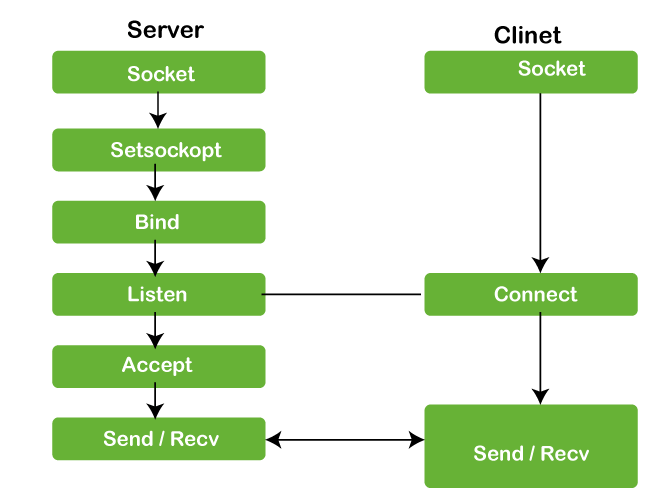 Server
Clinet
Socket
Socket
Setsockopt
Bind
Listen
Connect
Accept
Send / Recv
Send / Recv